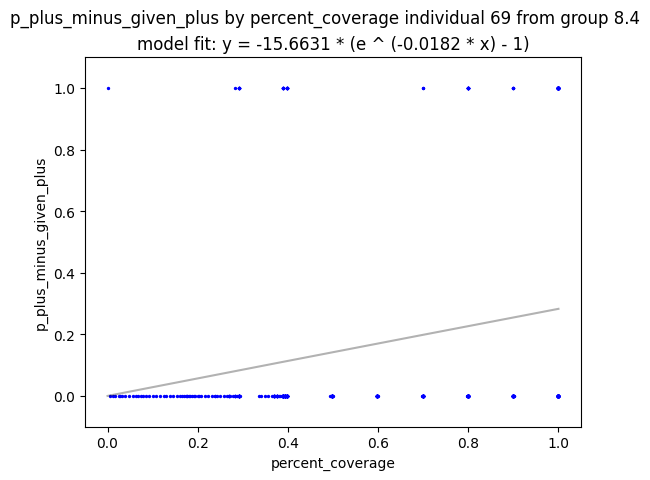 p_plus_minus_given_plus by percent_coverage individual 69 from group 8.4
model fit: y = -15.6631 * (e ^ (-0.0182 * x) - 1)
1.0
0.8
0.6
0.4
0.2
0.0
p_plus_minus_given_plus
0.0 0.2 0.4 0.6 0.8 1.0
percent_coverage